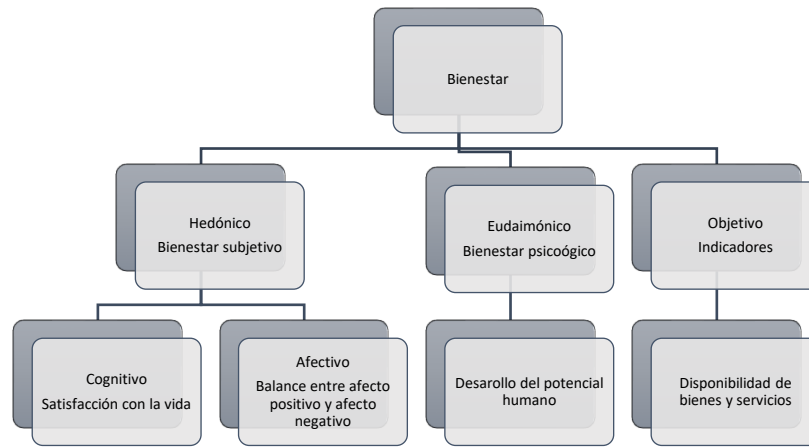 Bienestar
Hedónico
Bienestar subjetivo
Eudaimónico
Bienestar psicoógico
Objetivo
Indicadores
Cognitivo
Satisfacción con la vida
Afectivo
Balance entre afecto
positivo y afecto
negativo
Desarollo del potencial
humano
Disponibilidad de
bienes y servicios